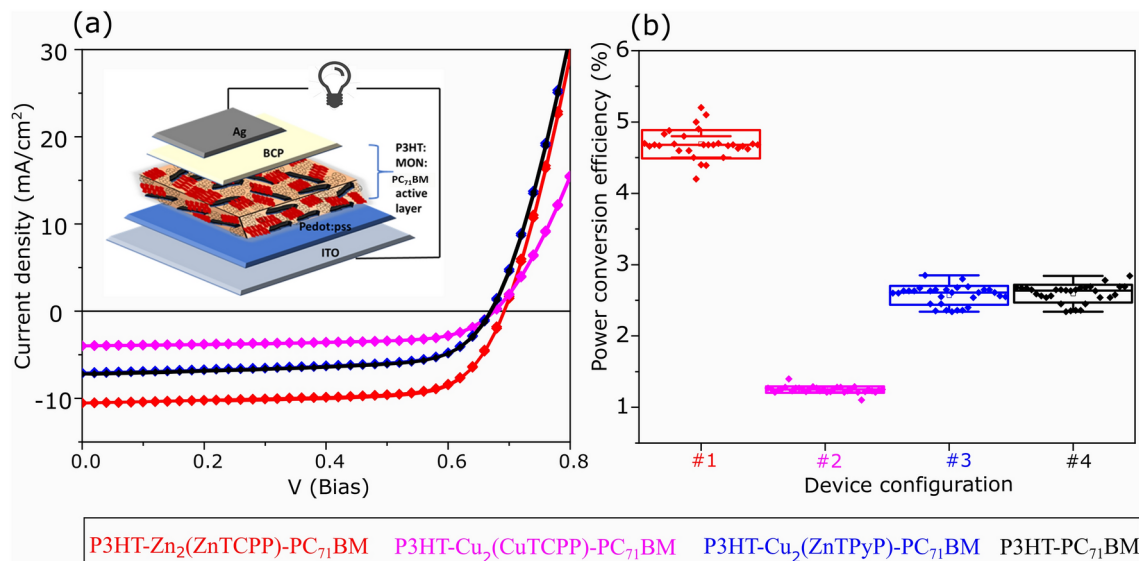 (a)
Current density (mA/cm²)
30
20
10
0
-10
0.0 0.2 0.4 0.6 0.8
V (Bias)
Ag
BCP
Pedot:pss
ITO
P3HT:
MON:
PC₇₁BM
active
layer
(b)
Power conversion efficiency (%)
6
5
4
3
2
1
#1 #2 #3 #4
Device configuration
P3HT-Zn₂(ZnTCPP)-PC₇₁BM P3HT-Cu₂(CuTCPP)-PC₇₁BM P3HT-Cu₂(ZnTPyP)-PC₇₁BM P3HT-PC₇₁BM